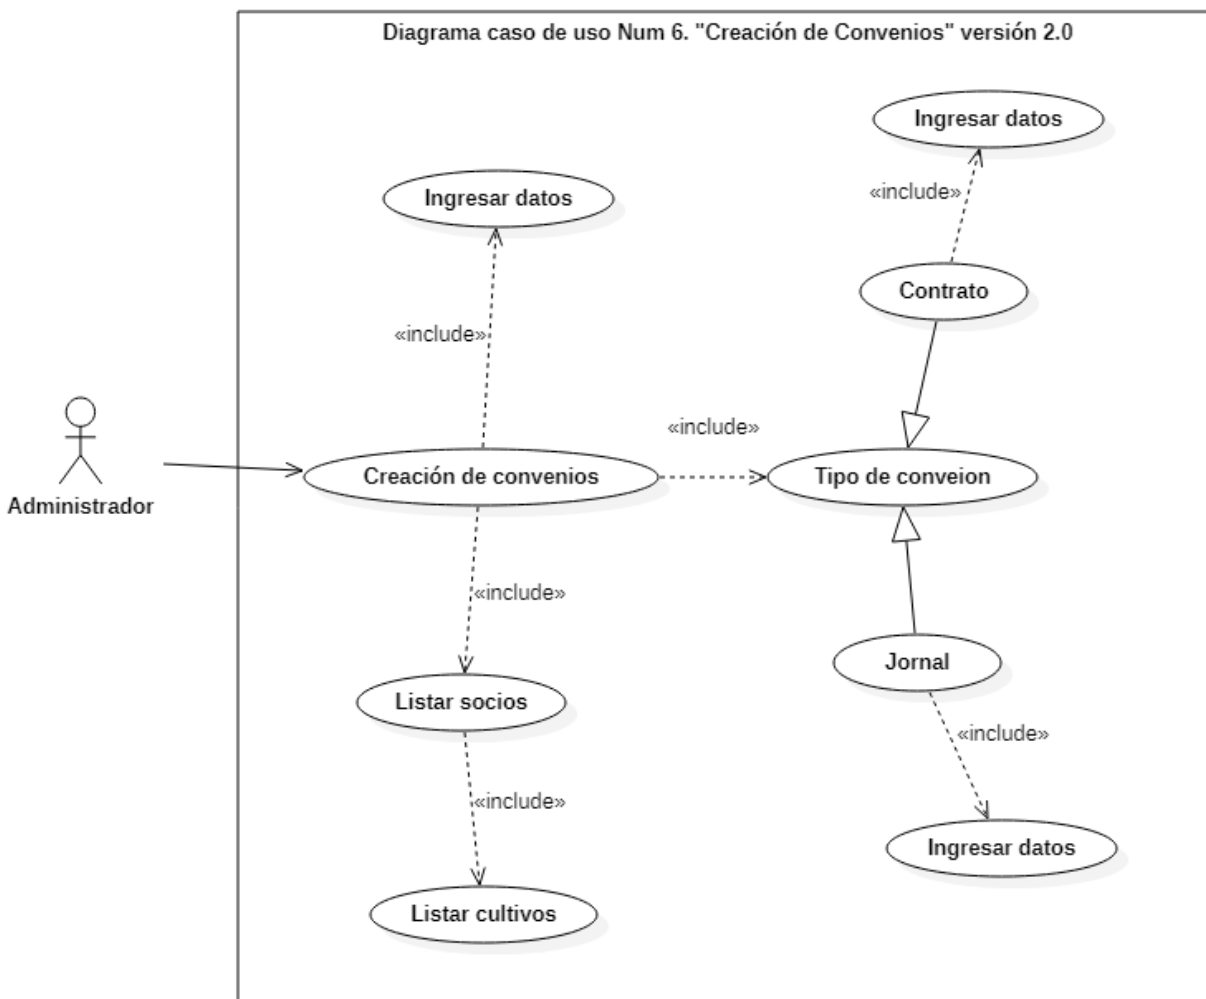 Diagrama caso de uso Num 6. "Creación de Convenios" versión 2.0
Ingresar datos
«include»
Ingresar datos
Contrato
«include»
«include»
Creación de convenios
Tipo de conveion
Administrador
«include»
Jornal
Listar socios
«include»
«include»
Ingresar datos
Listar cultivos